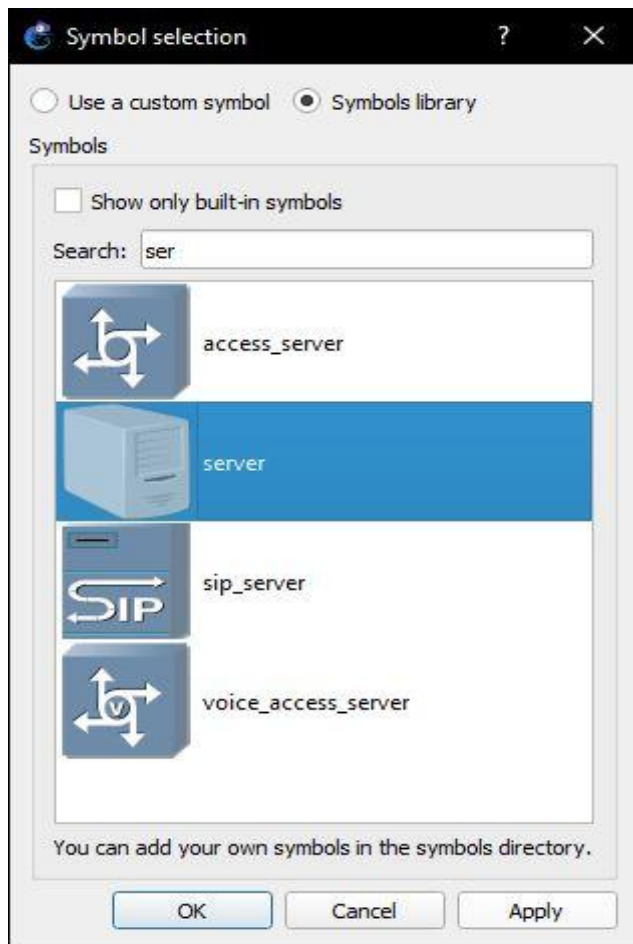 Symbol selection ? ×
Use a custom symbol Symbols library
Symbols
Show only built-in symbols
Search: ser
access_server
server
SIP
sip_server
V
voice_access_server
You can add your own symbols in the symbols directory.
OK Cancel Apply